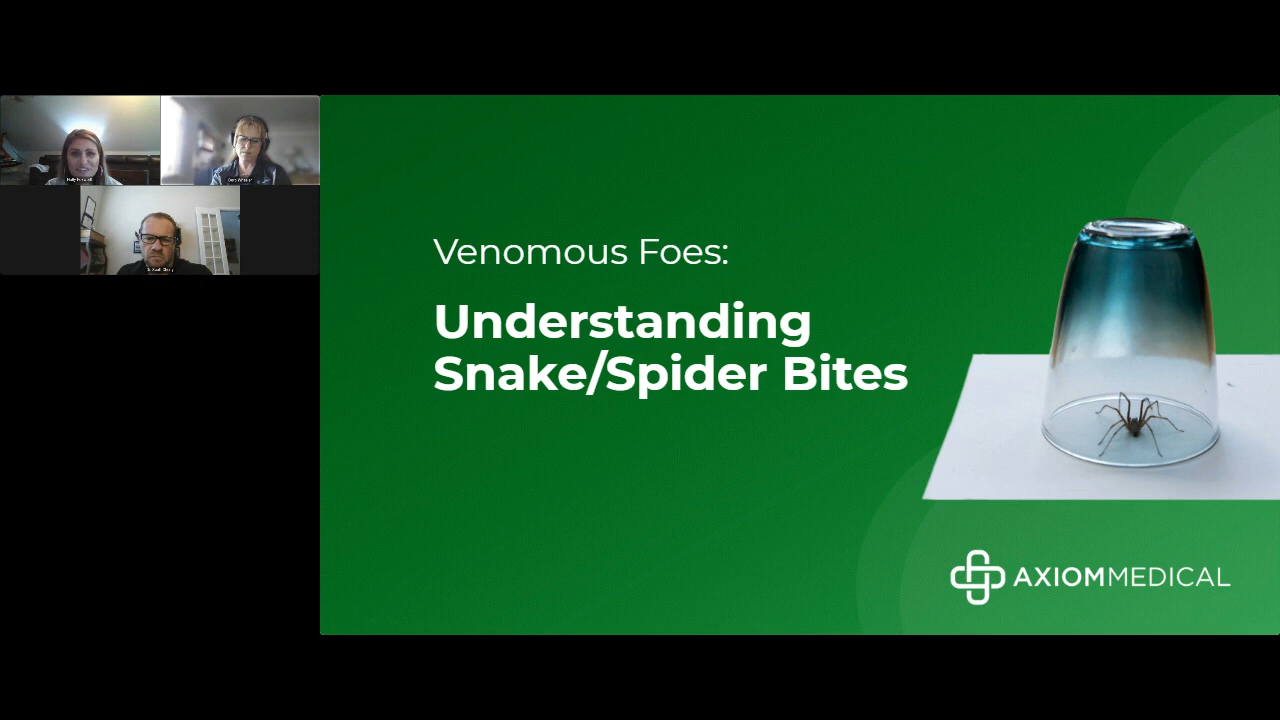 Venomous Foes:
Understanding
Snake/Spider Bites
AXIOMMEDICAL